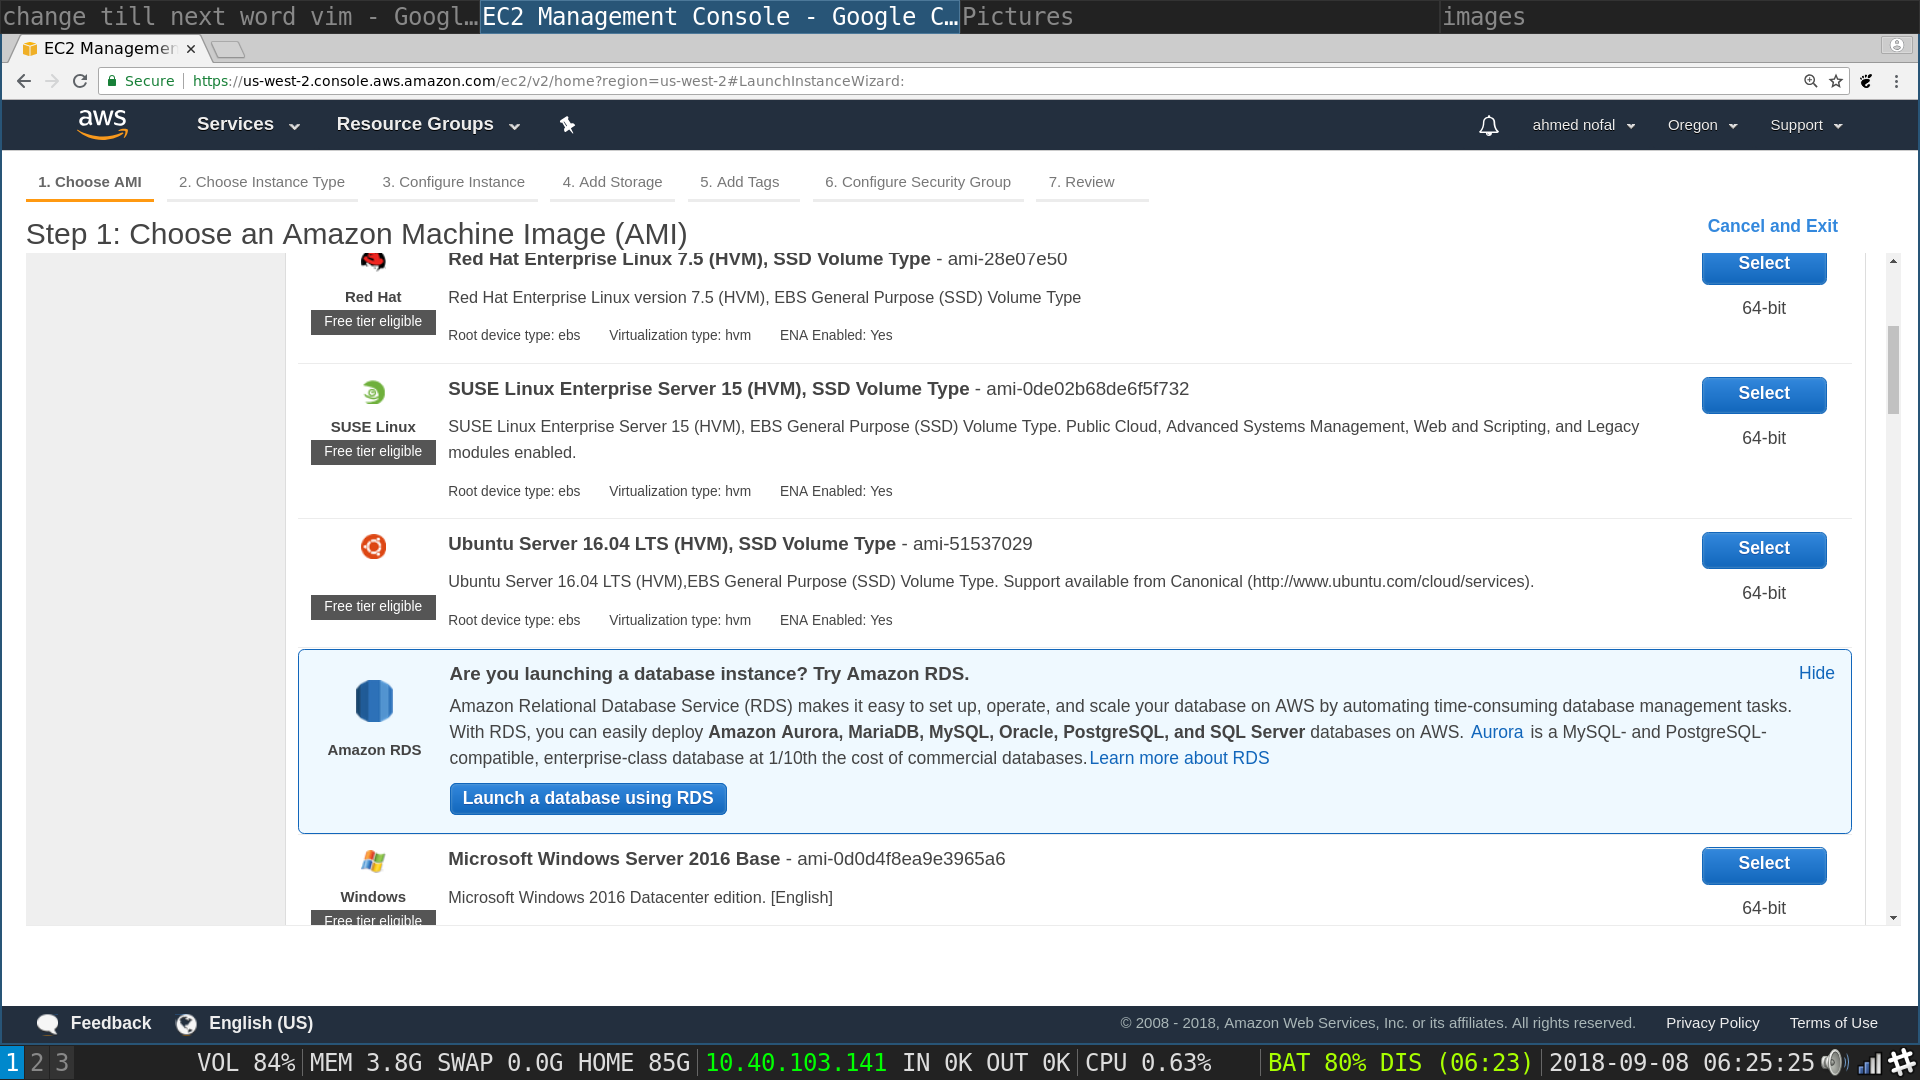 change till next word vim - Googl… EC2 Management Console - Google C… Pictures images
EC2 Managemen
Secure https://us-west-2.console.aws.amazon.com/ec2/v2/home?region=us-west-2#LaunchInstanceWizard:
aws Services Resource Groups ahmed nofal Oregon Support
1. Choose AMI 2. Choose Instance Type 3. Configure Instance 4. Add Storage 5. Add Tags 6. Configure Security Group 7. Review
Step 1: Choose an Amazon Machine Image (AMI) Cancel and Exit
Red Hat Enterprise Linux 7.5 (HVM), SSD Volume Type - ami-28e07e50 Select
Red Hat Red Hat Enterprise Linux version 7.5 (HVM), EBS General Purpose (SSD) Volume Type 64-bit
Free tier eligible
Root device type: ebs Virtualization type: hvm ENA Enabled: Yes
SUSE Linux Enterprise Server 15 (HVM), SSD Volume Type - ami-0de02b68de6f5f732 Select
SUSE Linux SUSE Linux Enterprise Server 15 (HVM), EBS General Purpose (SSD) Volume Type. Public Cloud, Advanced Systems Management, Web and Scripting, and Legacy 64-bit
Free tier eligible modules enabled.
Root device type: ebs Virtualization type: hvm ENA Enabled: Yes
Ubuntu Server 16.04 LTS (HVM), SSD Volume Type - ami-51537029 Select
Ubuntu Server 16.04 LTS (HVM),EBS General Purpose (SSD) Volume Type. Support available from Canonical (http://www.ubuntu.com/cloud/services). 64-bit
Free tier eligible
Root device type: ebs Virtualization type: hvm ENA Enabled: Yes
Are you launching a database instance? Try Amazon RDS. Hide
Amazon Relational Database Service (RDS) makes it easy to set up, operate, and scale your database on AWS by automating time-consuming database management tasks.
With RDS, you can easily deploy Amazon Aurora, MariaDB, MySQL, Oracle, PostgreSQL, and SQL Server databases on AWS. Aurora is a MySQL- and PostgreSQL-
Amazon RDS compatible, enterprise-class database at 1/10th the cost of commercial databases. Learn more about RDS
Launch a database using RDS
Microsoft Windows Server 2016 Base - ami-0d0d4f8ea9e3965a6 Select
Windows Microsoft Windows 2016 Datacenter edition. [English] 64-bit
Free tier eligible
Feedback English (US) © 2008 - 2018, Amazon Web Services, Inc. or its affiliates. All rights reserved. Privacy Policy Terms of Use
1 2 3 VOL 84% MEM 3.8G SWAP 0.0G HOME 85G 10.40.103.141 IN 0K OUT 0K CPU 0.63% BAT 80% DIS (06:23) 2018-09-08 06:25:25